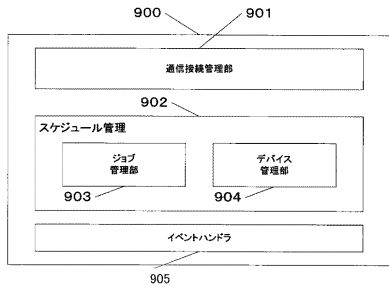 900
901
通信接続管理部
902
スケジュール管理
ジョブ
管理部
デバイス
管理部
903
904
イベントハンドラ
905